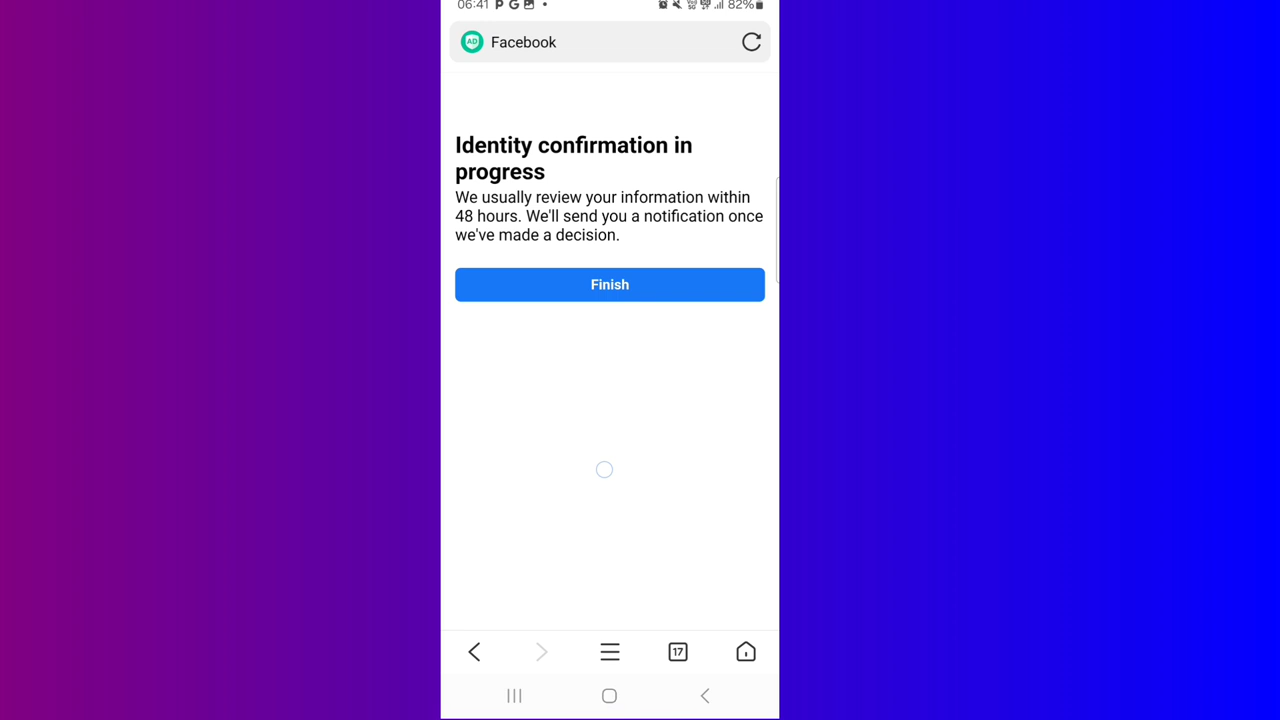 06:41 P G 82%
AD Facebook
Identity confirmation in
progress
We usually review your information within
48 hours. We'll send you a notification once
we've made a decision.
Finish
17